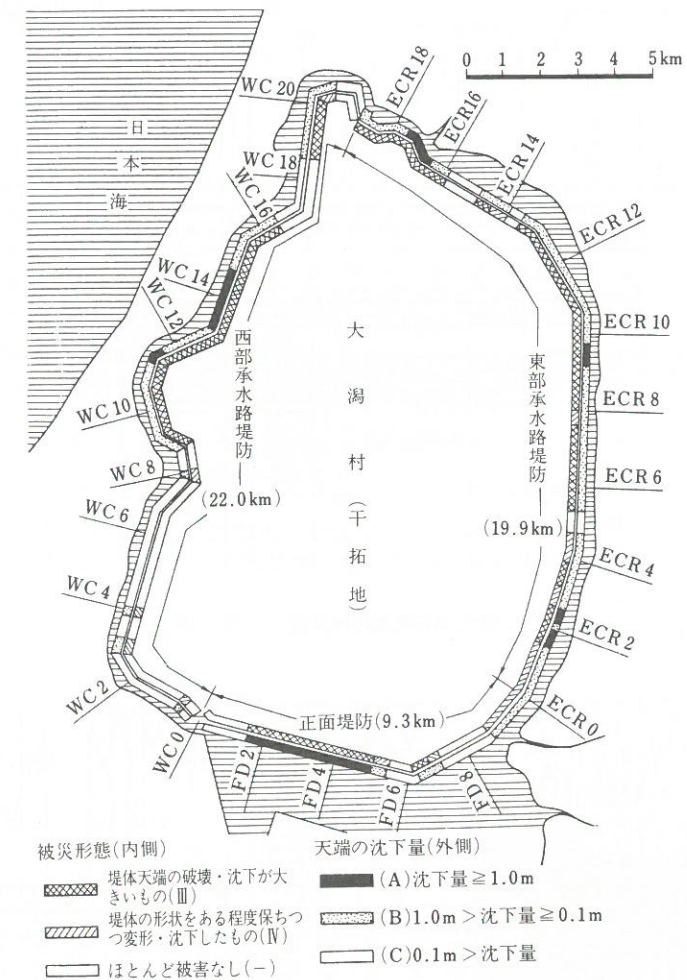 0 1 2 3 4 5km
日本海
WC 20
WC 18
WC 16
WC 14
WC 12
WC 10
WC 8
WC 6
WC 4
WC 2
WC 0
ECR 18
ECR16
ECR 14
ECR 12
ECR 10
ECR 8
ECR 6
ECR 4
ECR 2
ECR 0
FD 2
FD 4
FD 6
FD 8
西部承水路堤防
(22.0km)
大潟村(干拓地)
東部承水路堤防
(19.9km)
正面堤防(9.3km)
被災形態(内側)
堤体天端の破壊・沈下が大
きいもの(Ⅲ)
堤体の形状をある程度保ちつ
つ変形・沈下したもの(Ⅳ)
ほとんど被害なし(-)
天端の沈下量(外側)
(A)沈下量≧1.0m
(B)1.0m>沈下量≧0.1m
(C)0.1m>沈下量